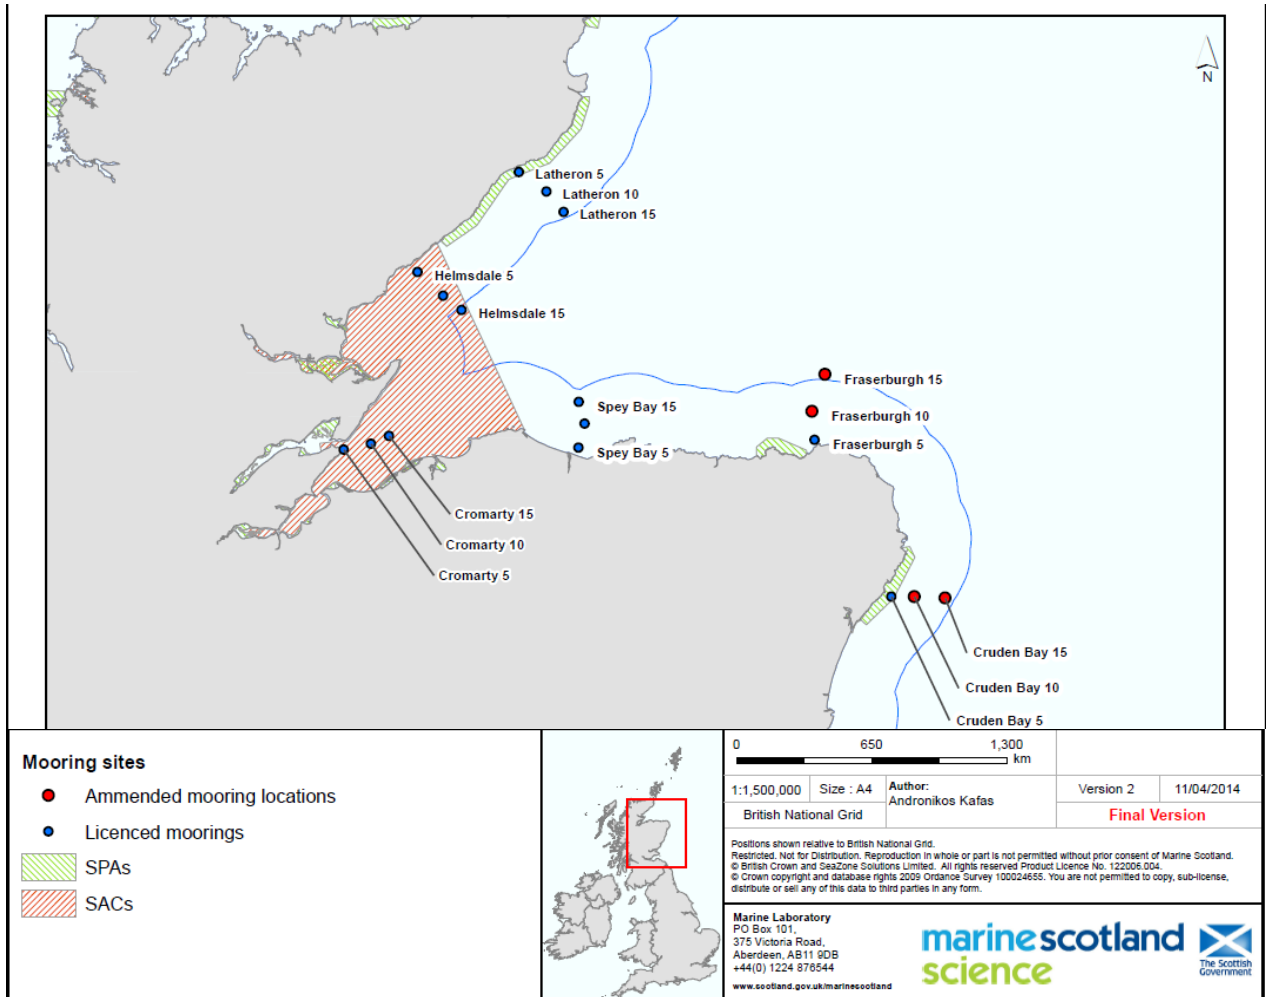 N
Latheron 5
Latheron 10
Latheron 15
Helmsdale 5
Helmsdale 15
Fraserburgh 15
Spey Bay 15
Fraserburgh 10
Fraserburgh 5
Spey Bay 5
Cromarty 15
Cromarty 10
Cromarty 5
Cruden Bay 15
Cruden Bay 10
Cruden Bay 5
Mooring sites
Ammended mooring locations
Licenced moorings
SPAs
SACs
0 650 1,300
km
1:1,500,000 Size : A4 Author:
Andronikos Kafas
Version 2 11/04/2014
British National Grid
Final Version
Positions shown relative to British National Grid.
Restricted. Not for Distribution. Reproduction in whole or part is not permitted without prior consent of Marine Scotland.
© British Crown and SeaZone Solutions Limited. All rights reserved Product Licence No. 122006.004.
© Crown copyright and database rights 2009 Ordance Survey 100024655. You are not permitted to copy, sub-license,
distribute or sell any of this data to third parties in any form.
Marine Laboratory
PO Box 101,
375 Victoria Road,
Aberdeen, AB11 9DB
+44(0) 1224 876544
www.scotland.gov.uk/marinescotland
marinescotland
science
The Scottish
Government